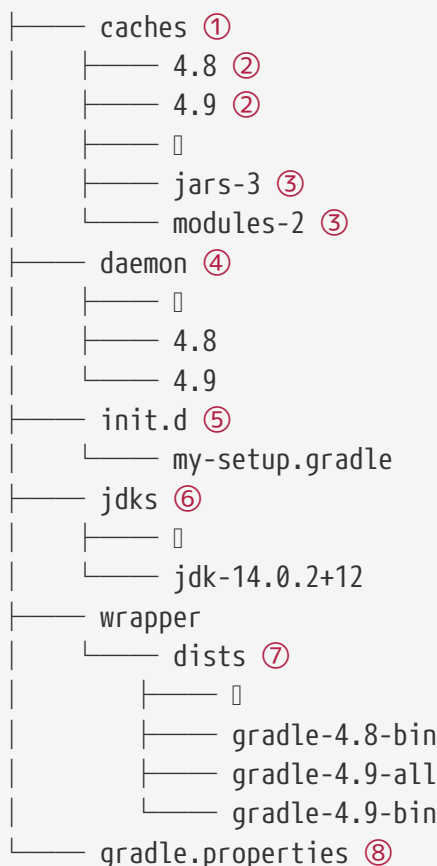 ├── caches ①
│   ├── 4.8 ②
│   ├── 4.9 ②
│   ├── ▯
│   ├── jars-3 ③
│   └── modules-2 ③
├── daemon ④
│   ├── ▯
│   ├── 4.8
│   └── 4.9
├── init.d ⑤
│   └── my-setup.gradle
├── jdks ⑥
│   ├── ▯
│   └── jdk-14.0.2+12
├── wrapper
│   └── dists ⑦
│       ├── ▯
│       ├── gradle-4.8-bin
│       ├── gradle-4.9-all
│       └── gradle-4.9-bin
└── gradle.properties ⑧